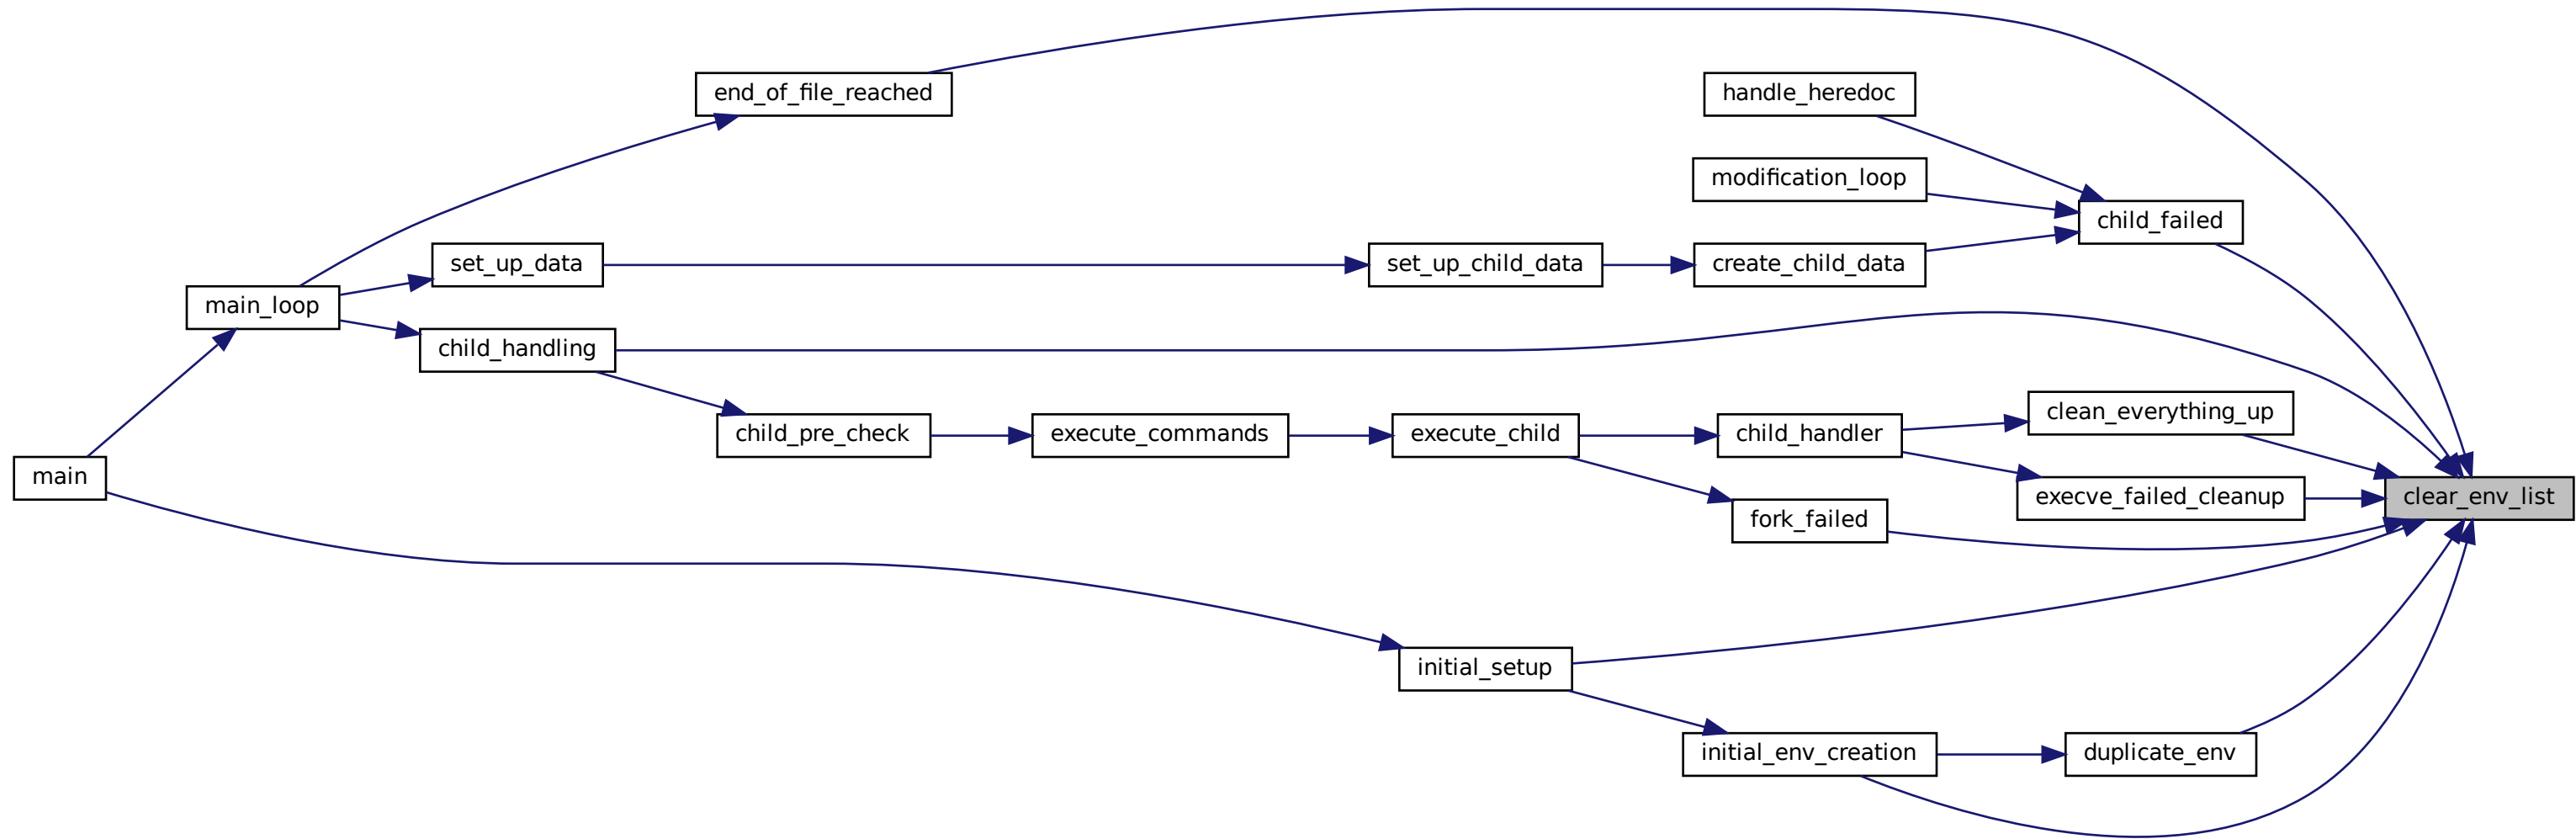 end_of_file_reached
handle_heredoc
modification_loop
child_failed
set_up_data
set_up_child_data
create_child_data
main_loop
child_handling
clean_everything_up
child_pre_check
execute_commands
execute_child
child_handler
main
execve_failed_cleanup
clear_env_list
fork_failed
initial_setup
initial_env_creation
duplicate_env